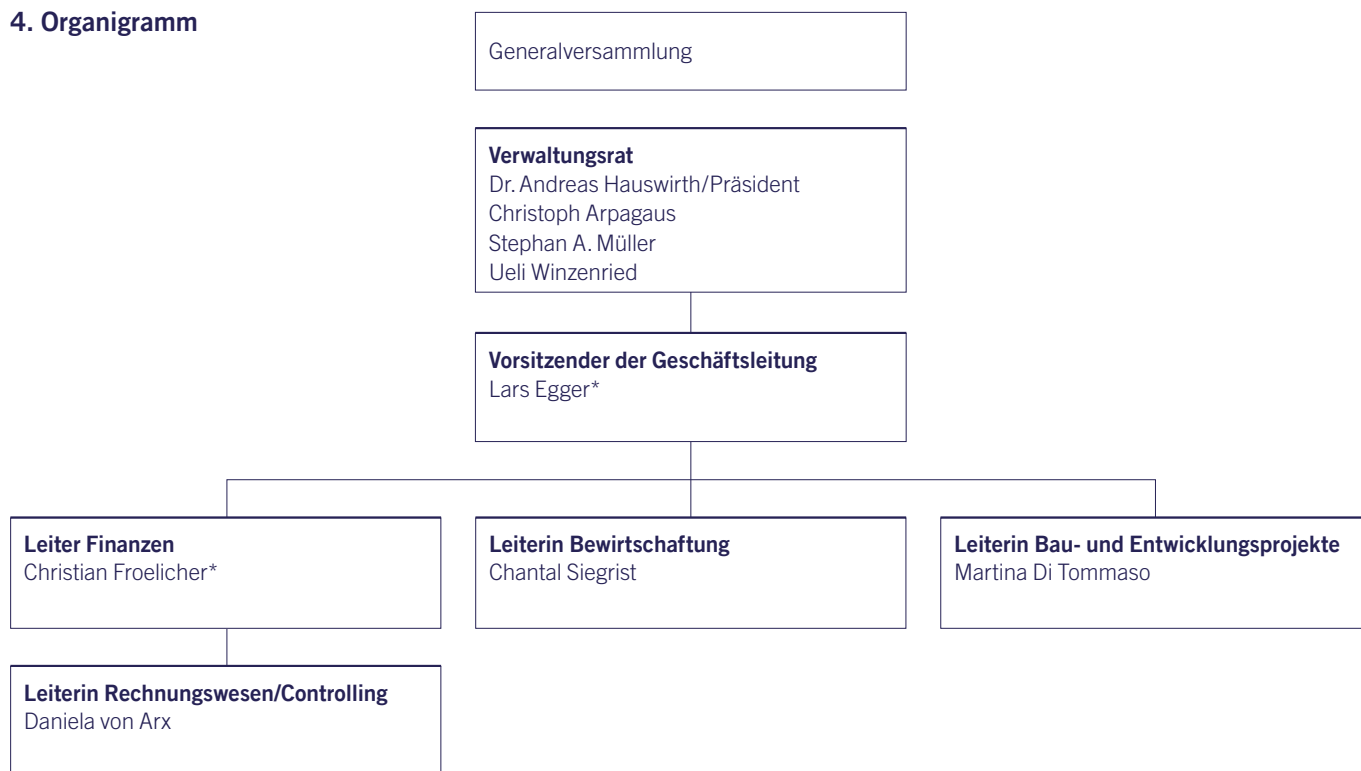 4. Organigramm
Generalversammlung
Verwaltungsrat
Dr. Andreas Hauswirth/Präsident
Christoph Arpagaus
Stephan A. Müller
Ueli Winzenried
Vorsitzender der Geschäftsleitung
Lars Egger*
Leiter Finanzen
Christian Froelicher*
Leiterin Bewirtschaftung
Chantal Siegrist
Leiterin Bau- und Entwicklungsprojekte
Martina Di Tommaso
Leiterin Rechnungswesen/Controlling
Daniela von Arx